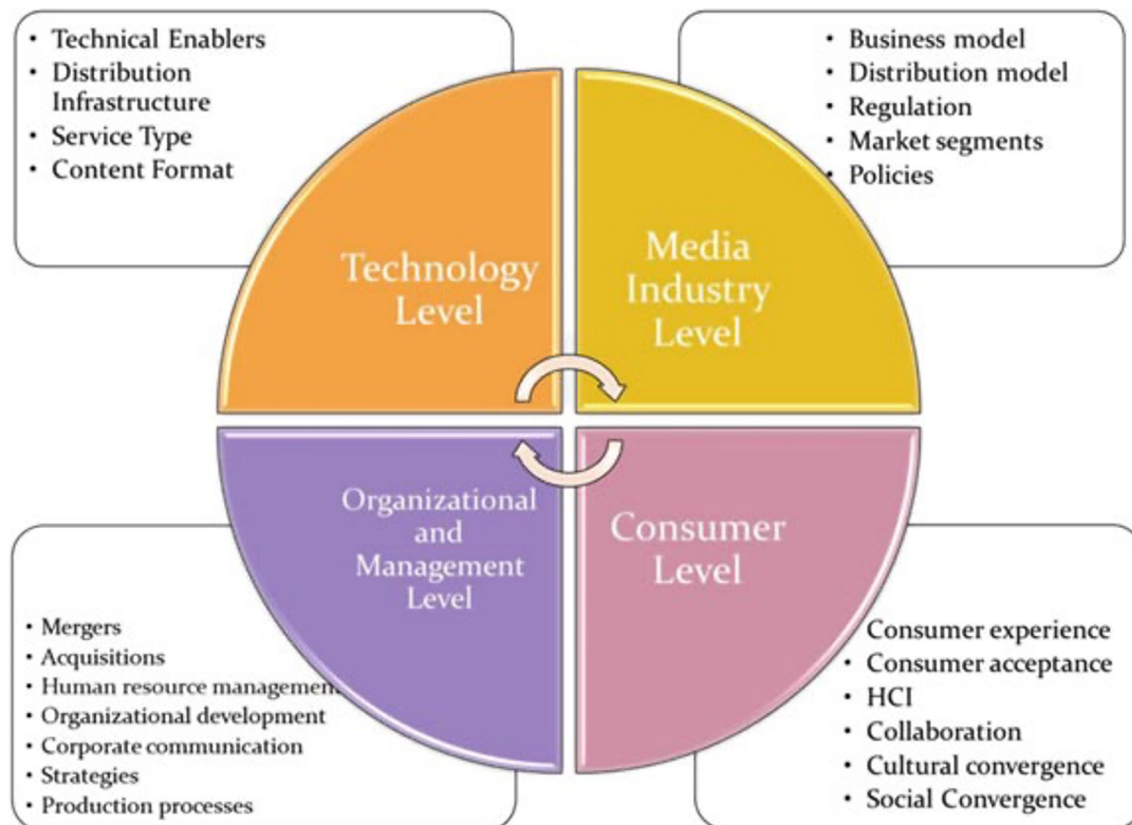 • Technical Enablers
• Distribution
Infrastructure
• Service Type
• Content Format
• Business model
• Distribution model
• Regulation
• Market segments
• Policies
Technology
Level
Media
Industry
Level
Organizational
and
Management
Level
Consumer
Level
• Mergers
• Acquisitions
• Human resource managemen
• Organizational development
• Corporate communication
• Strategies
• Production processes
Consumer experience
• Consumer acceptance
• HCI
• Collaboration
• Cultural convergence
• Social Convergence